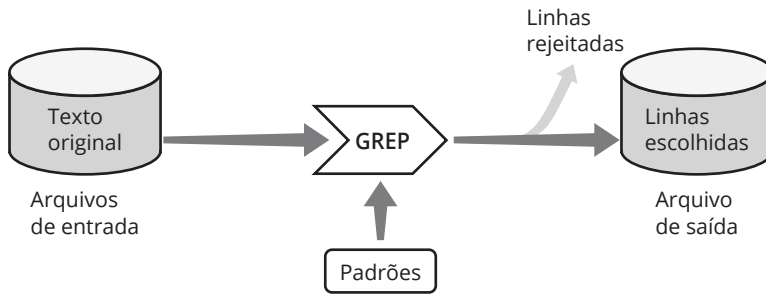 Linhas
rejeitadas
Texto
original
GREP
Linhas
escolhidas
Arquivos
de entrada
Arquivo
de saída
Padrões